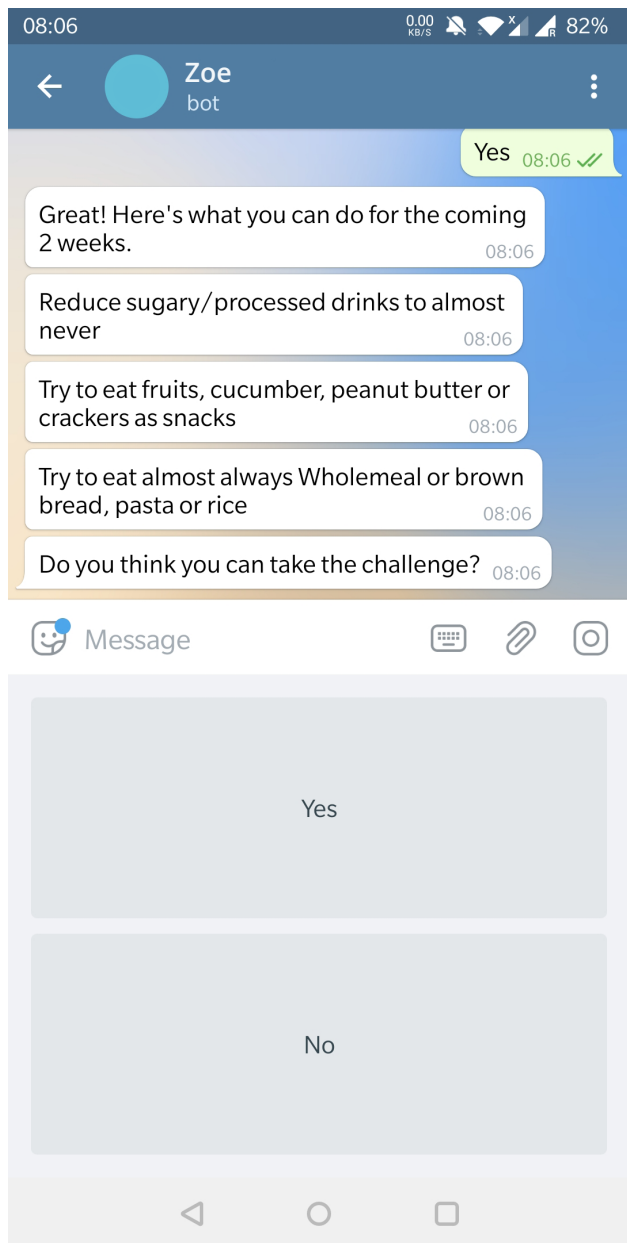 08:06
0.00
KB/S
x
R
82%
Zoe
bot
Yes 08:06
Great! Here's what you can do for the coming
2 weeks.
08:06
Reduce sugary/processed drinks to almost
never
08:06
Try to eat fruits, cucumber, peanut butter or
crackers as snacks
08:06
Try to eat almost always Wholemeal or brown
bread, pasta or rice
08:06
Do you think you can take the challenge? 08:06
Message
Yes
No